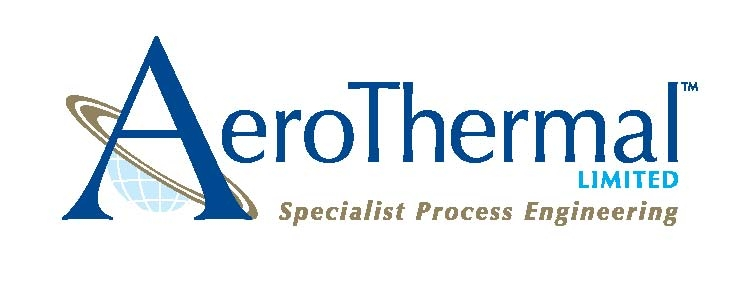 AeroThermal™
LIMITED
Specialist Process Engineering